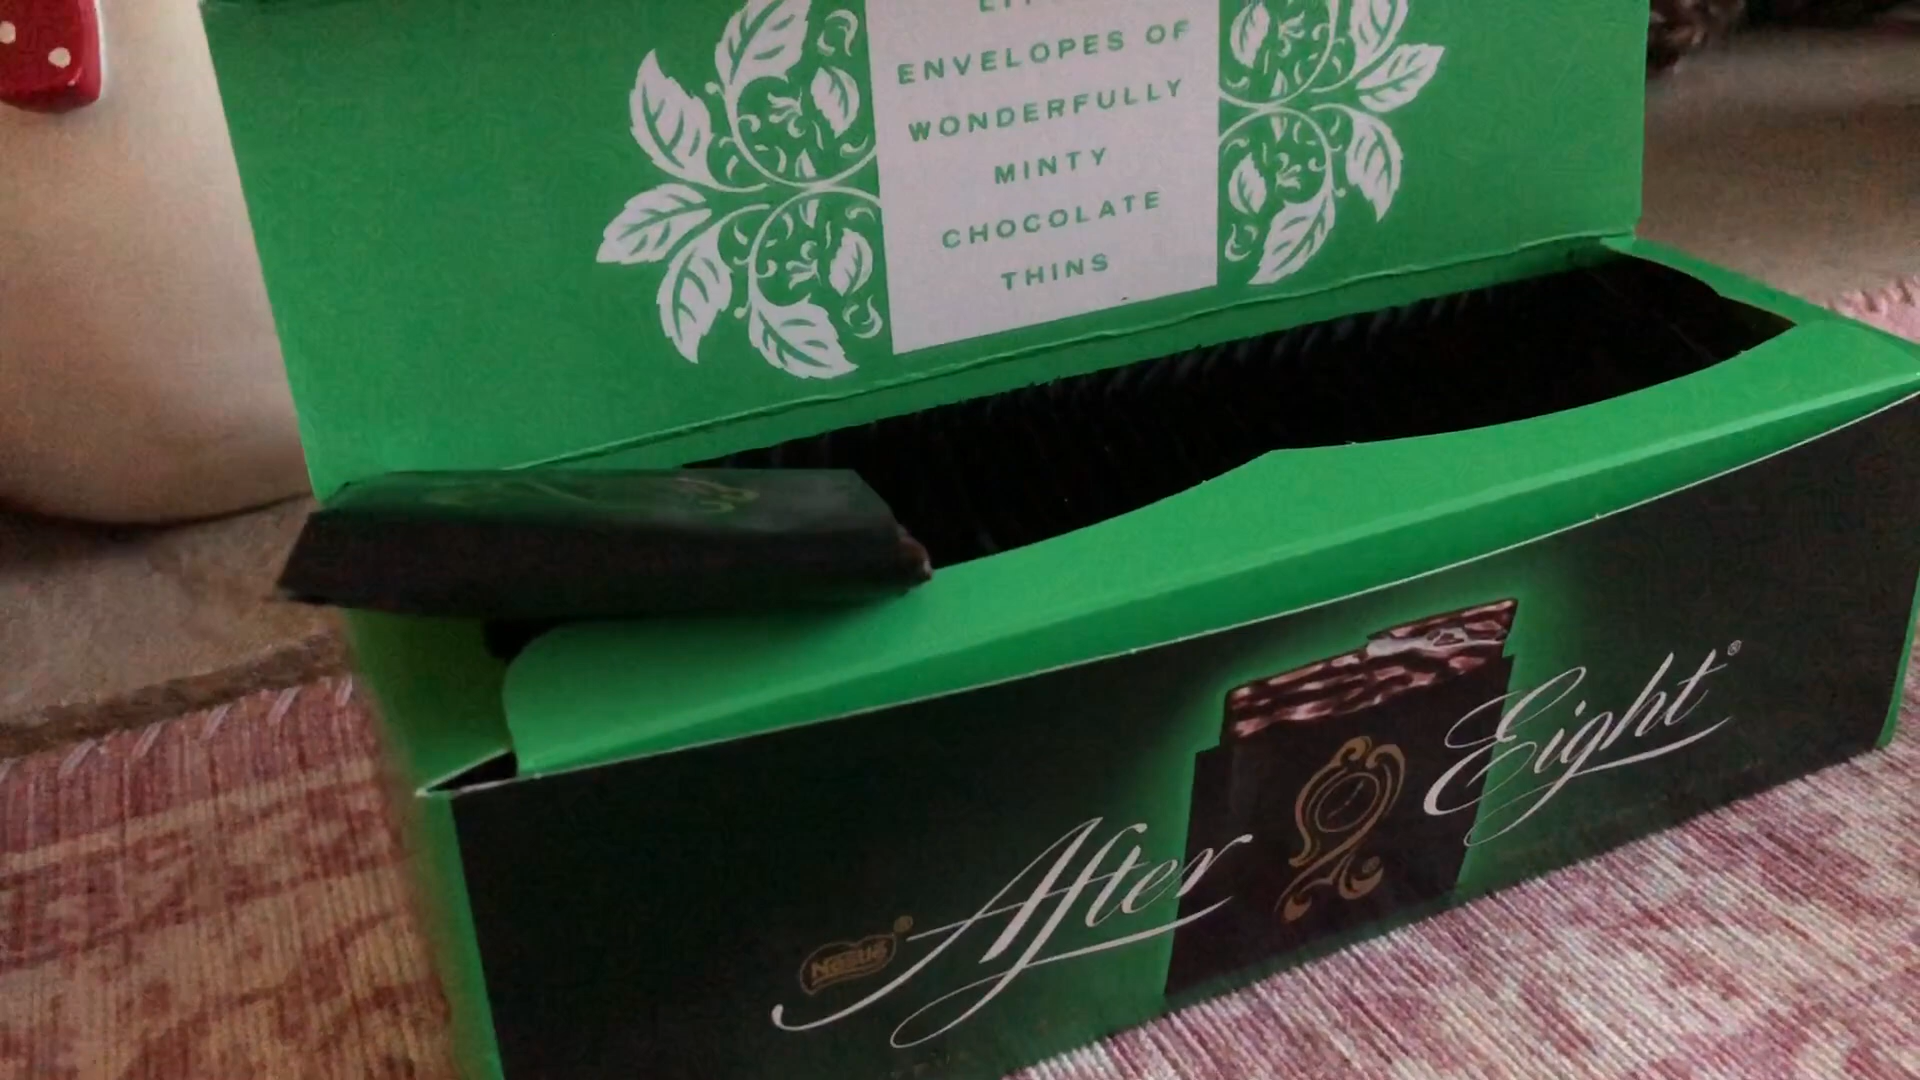 ENVELOPES OF
WONDERFULLY
MINTY
CHOCOLATE
THINS
After Eight®
Nestlé®